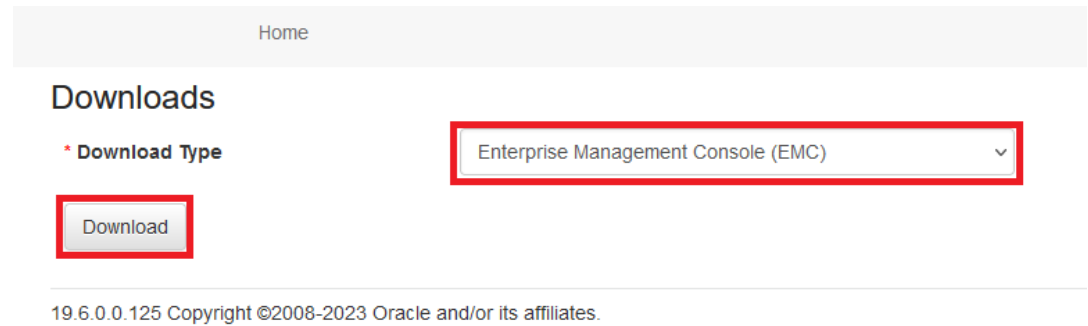 Home
Downloads
* Download Type
Enterprise Management Console (EMC)
Download
19.6.0.0.125 Copyright ©2008-2023 Oracle and/or its affiliates.